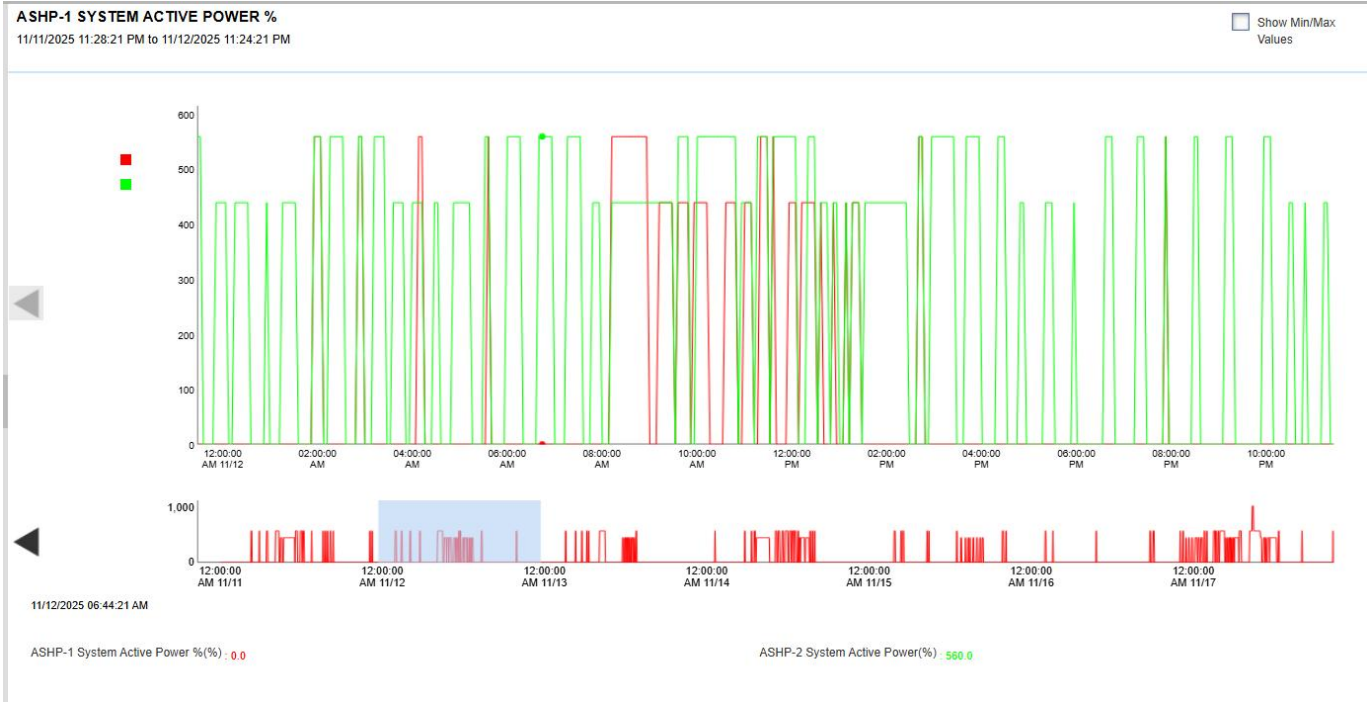 ASHP-1 SYSTEM ACTIVE POWER %
11/11/2025 11:28:21 PM to 11/12/2025 11:24:21 PM
Show Min/Max
Values
600
500
400
300
200
100
0
12:00:00 02:00:00 04:00:00 06:00:00 08:00:00 10:00:00 12:00:00 02:00:00 04:00:00 06:00:00 08:00:00 10:00:00
AM 11/12 AM AM AM AM AM PM PM PM PM PM PM
1,000
0
12:00:00 12:00:00 12:00:00 12:00:00 12:00:00 12:00:00 12:00:00
AM 11/11 AM 11/12 AM 11/13 AM 11/14 AM 11/15 AM 11/16 AM 11/17
11/12/2025 06:44:21 AM
ASHP-1 System Active Power %(%) : 0.0 ASHP-2 System Active Power(%) : 560.0